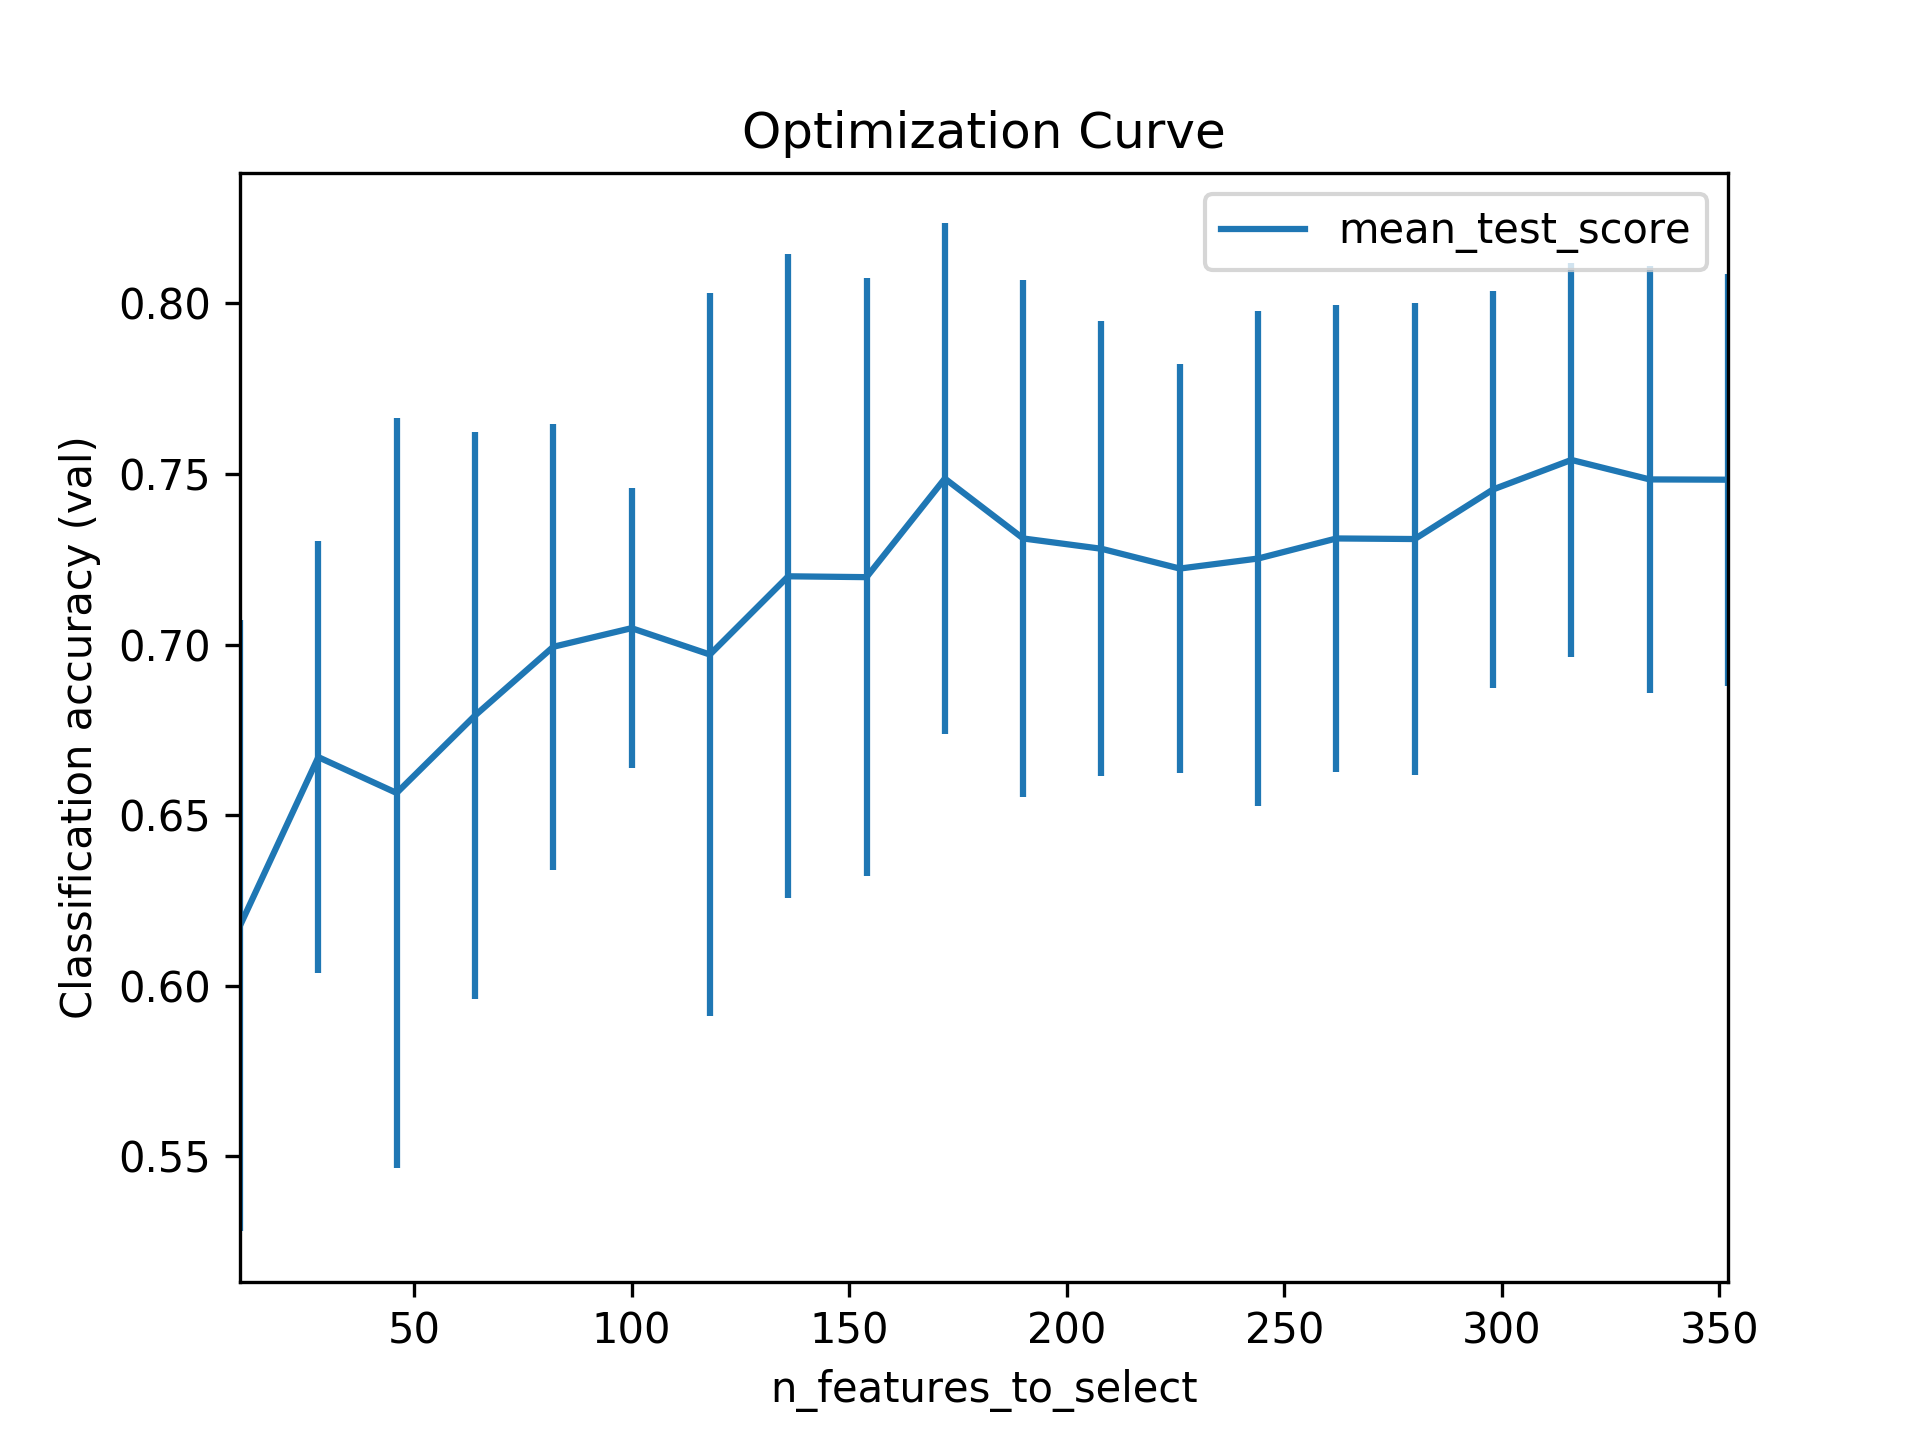 Optimization Curve
mean_test_score
Classification accuracy (val)
0.80
0.75
0.70
0.65
0.60
0.55
50 100 150 200 250 300 350
n_features_to_select